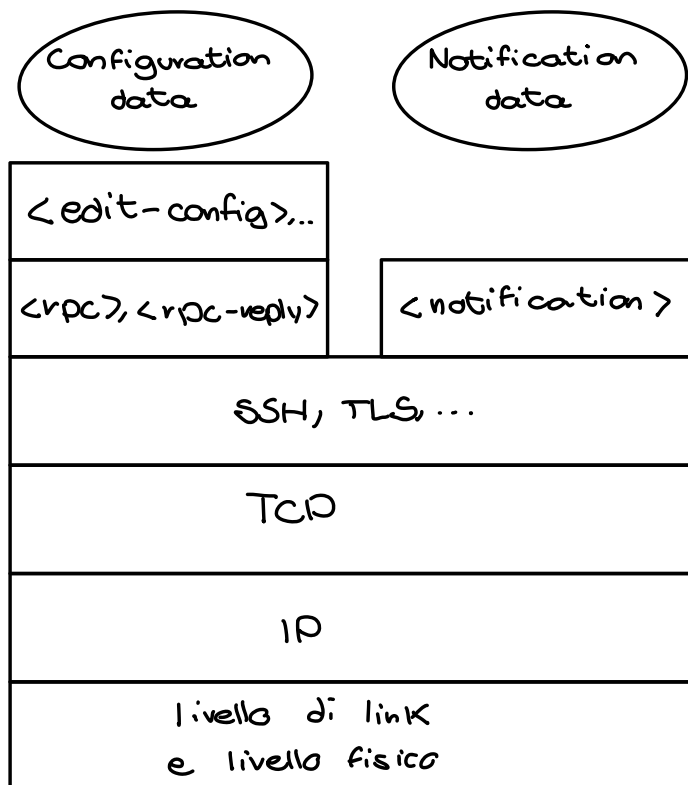 Configuration
data
Notification
data
<edit-config>,..
<rpc>, <rpc-reply>
<notification>
SSH, TLS, ...
TCP
IP
livello di link
e livello fisico